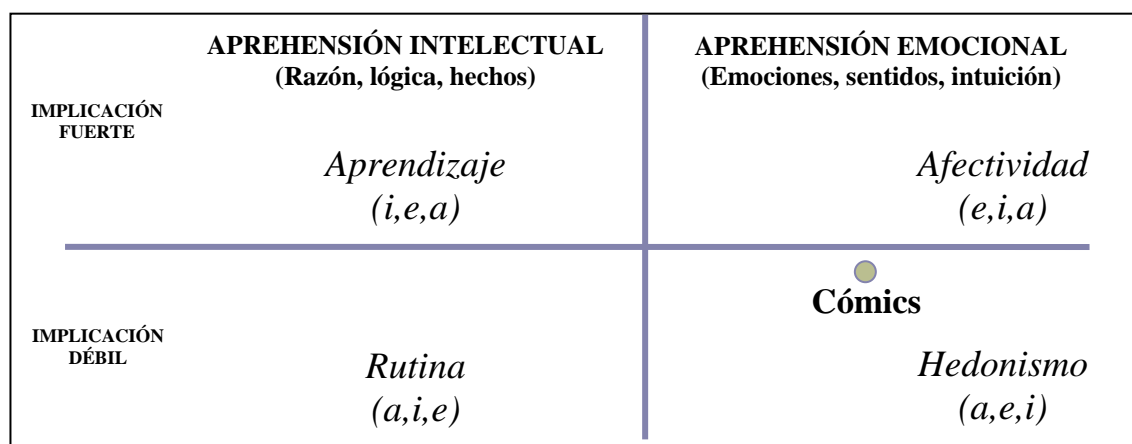 APREHENSIÓN INTELECTUAL
(Razón, lógica, hechos)
APREHENSIÓN EMOCIONAL
(Emociones, sentidos, intuición)
IMPLICACIÓN
FUERTE
Aprendizaje
(i,e,a)
Afectividad
(e,i,a)
Cómics
IMPLICACIÓN
DÉBIL
Rutina
(a,i,e)
Hedonismo
(a,e,i)